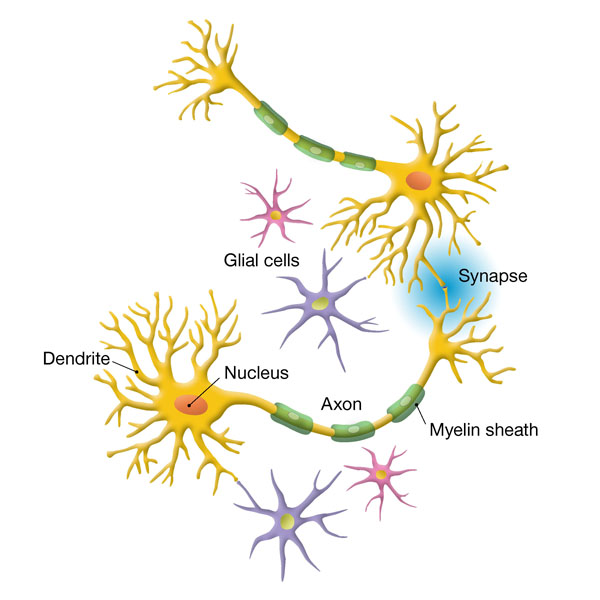 Glial cells
Synapse
Dendrite
Nucleus
Axon
Myelin sheath